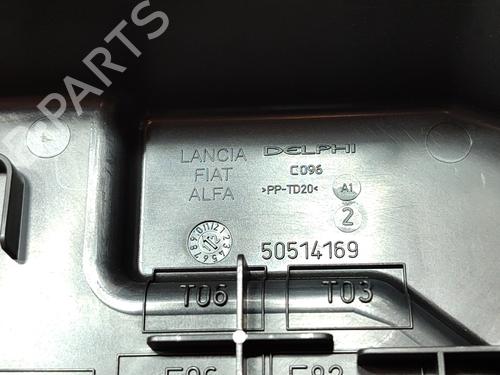 B-PARTS
LANCIA DELPHI
FIAT C096
ALFA >PP-TD20< A1
2
50514169
T06 T03